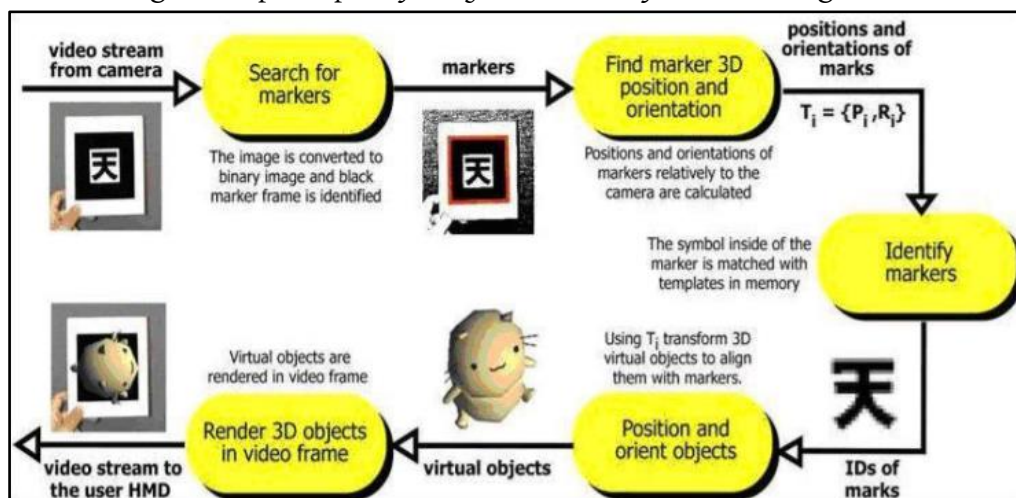 video stream
from camera
天
Search for
markers
The image is converted to
binary image and black
marker frame is identified
markers
天
Find marker 3D
position and
orientation
Positions and orientations of
markers relatively to the
camera are calculated
positions and
orientations of
marks
T_i = {P_i ,R_i}
The symbol inside of the
marker is matched with
templates in memory
Identify
markers
天
IDs of
marks
Using T_i transform 3D
virtual objects to align
them with markers.
Position and
orient objects
virtual objects
Virtual objects are
rendered in video frame
Render 3D objects
in video frame
video stream to
the user HMD